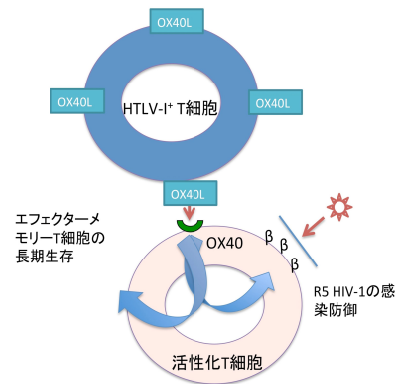 OX40L
OX40L
HTLV-I⁺ T細胞
OX40L
OX40L
エフェクターメ
モリーT細胞の
長期生存
OX40
β
β
β
R5 HIV-1の感
染防御
活性化T細胞